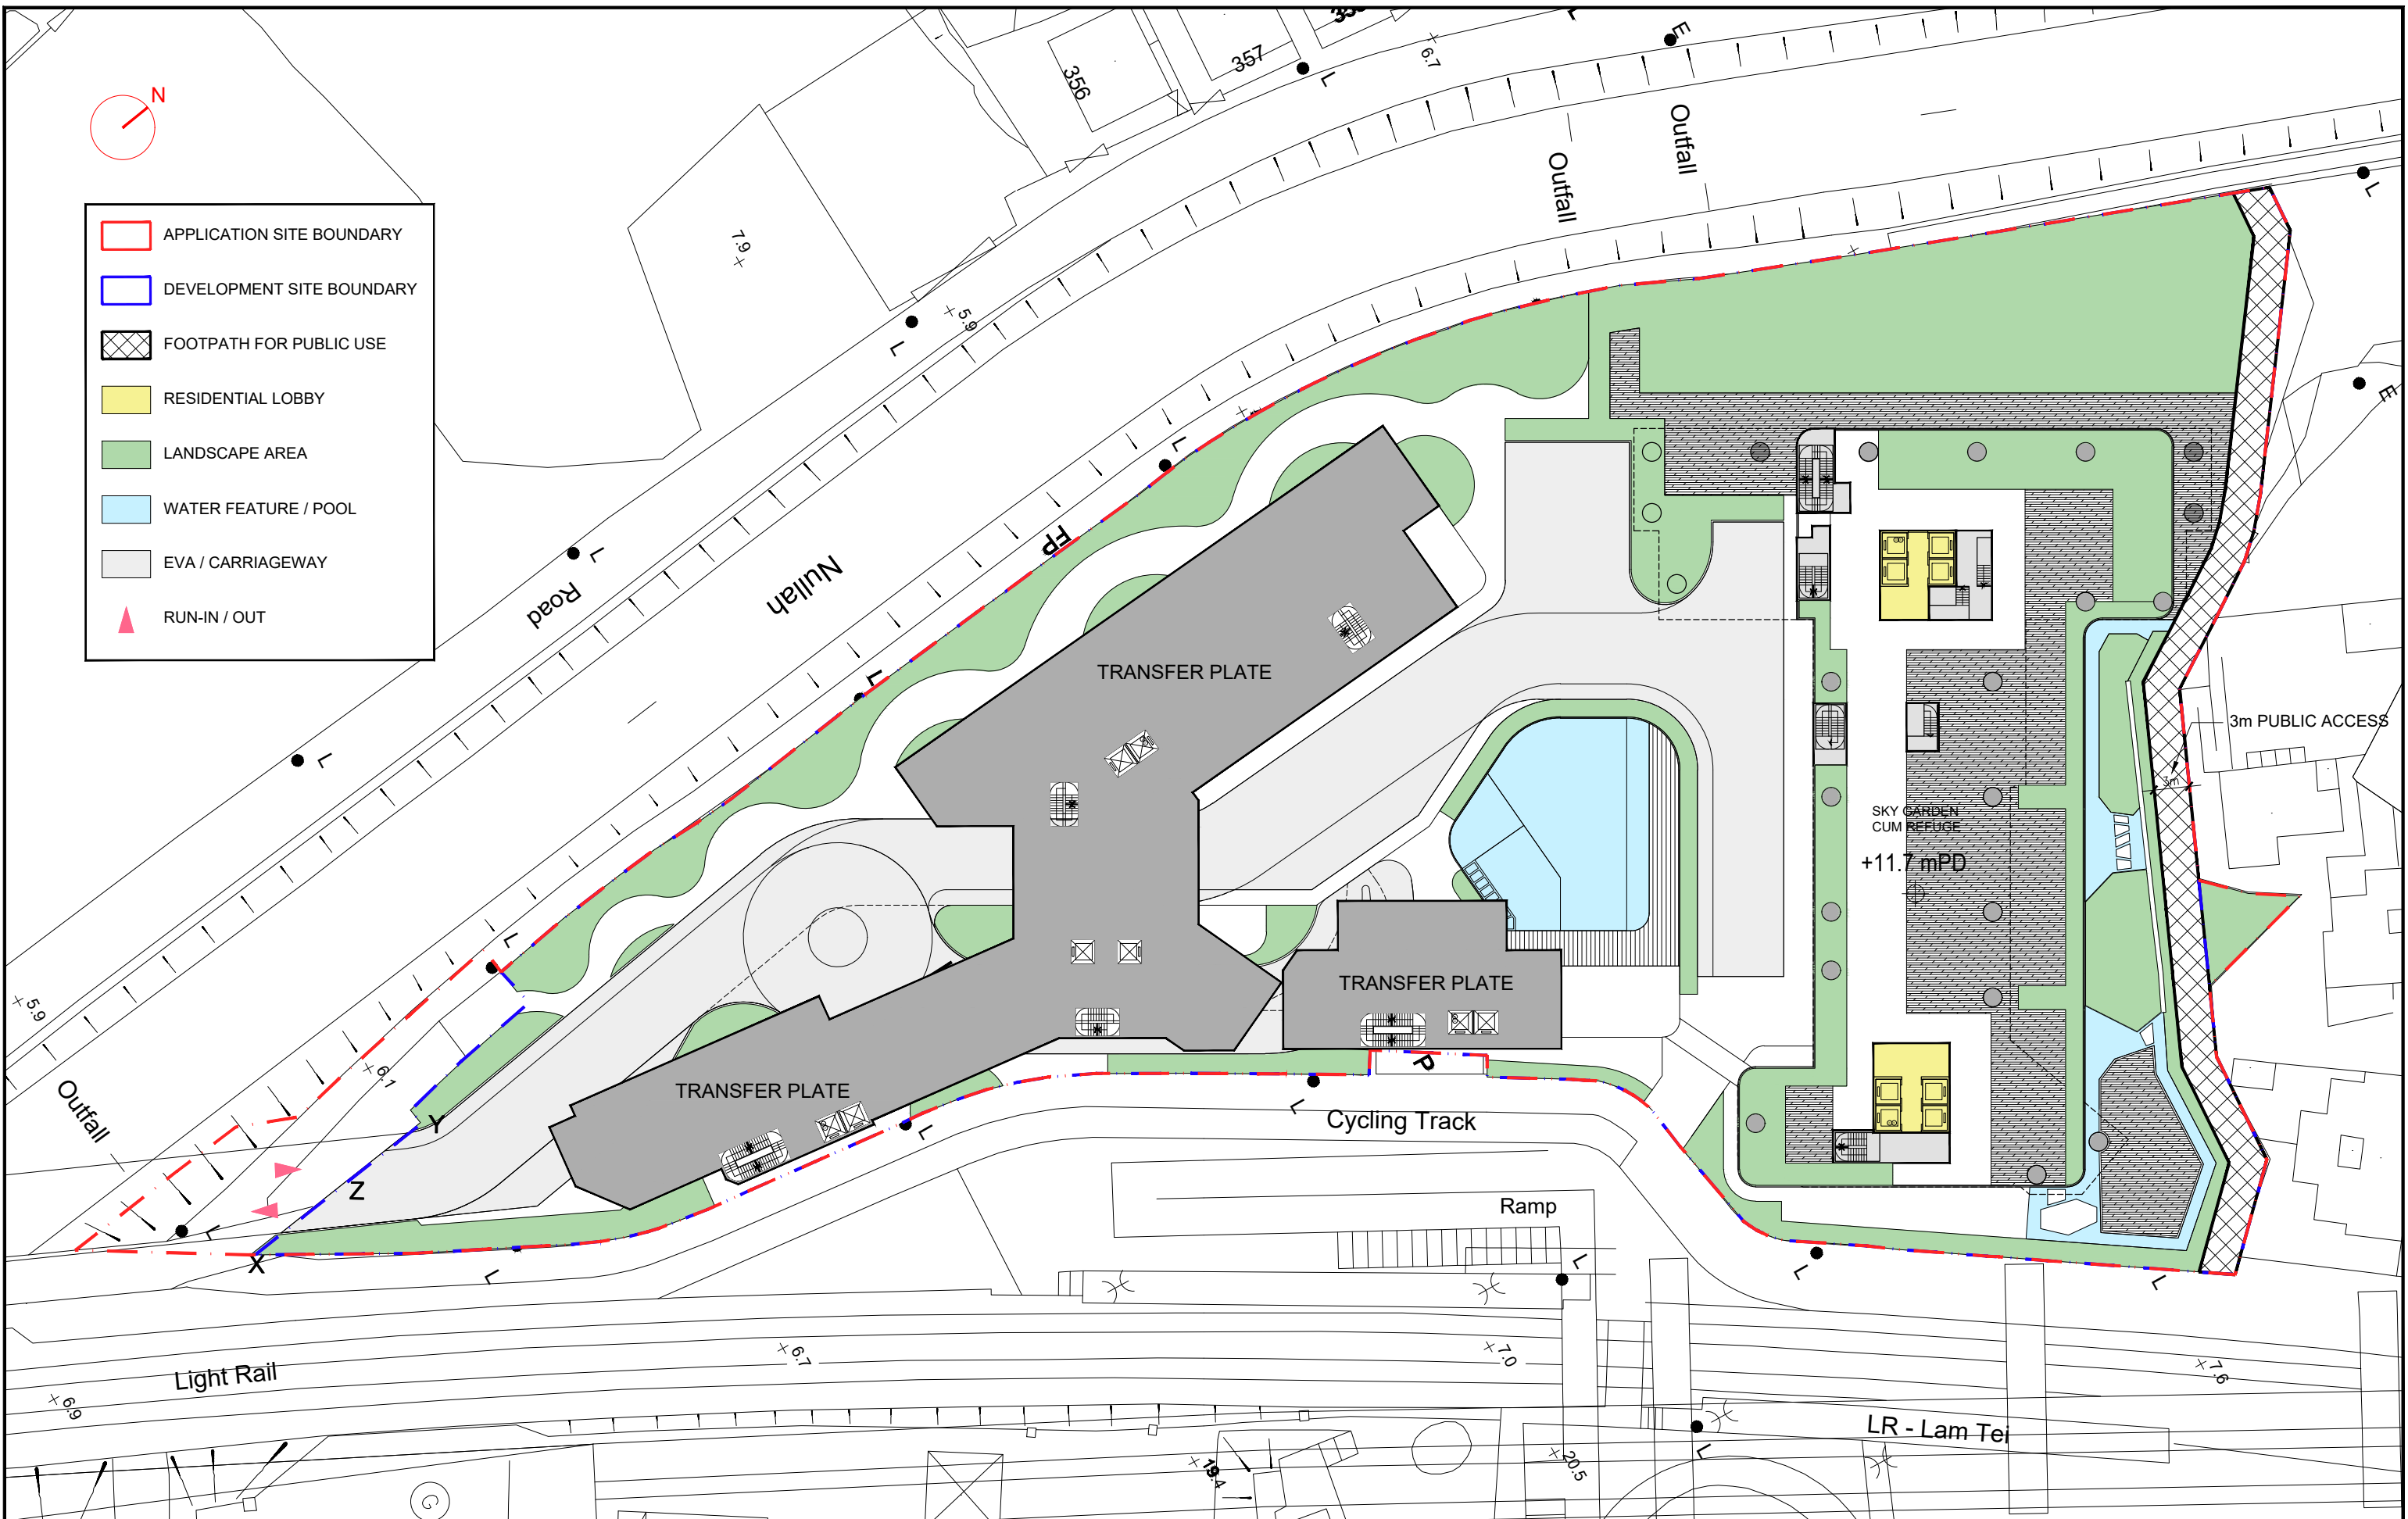 N
APPLICATION SITE BOUNDARY
DEVELOPMENT SITE BOUNDARY
FOOTPATH FOR PUBLIC USE
RESIDENTIAL LOBBY
LANDSCAPE AREA
WATER FEATURE / POOL
EVA / CARRIAGEWAY
RUN-IN / OUT
356
357
6.7
E
L
L
L
7.9
5.9
L
Outfall
Outfall
E
L
FP
Nullah
Road
L
L
L
L
TRANSFER PLATE
3m PUBLIC ACCESS
3m
SKY GARDEN
CUM REFUGE
+11.7 mPD
5.9
6.1
Outfall
Y
Z
X
L
L
TRANSFER PLATE
TRANSFER PLATE
P
L
L
Cycling Track
Ramp
L
L
L
L
Light Rail
6.9
6.7
7.0
7.6
LR - Lam Tei
L
19.4
20.5
G